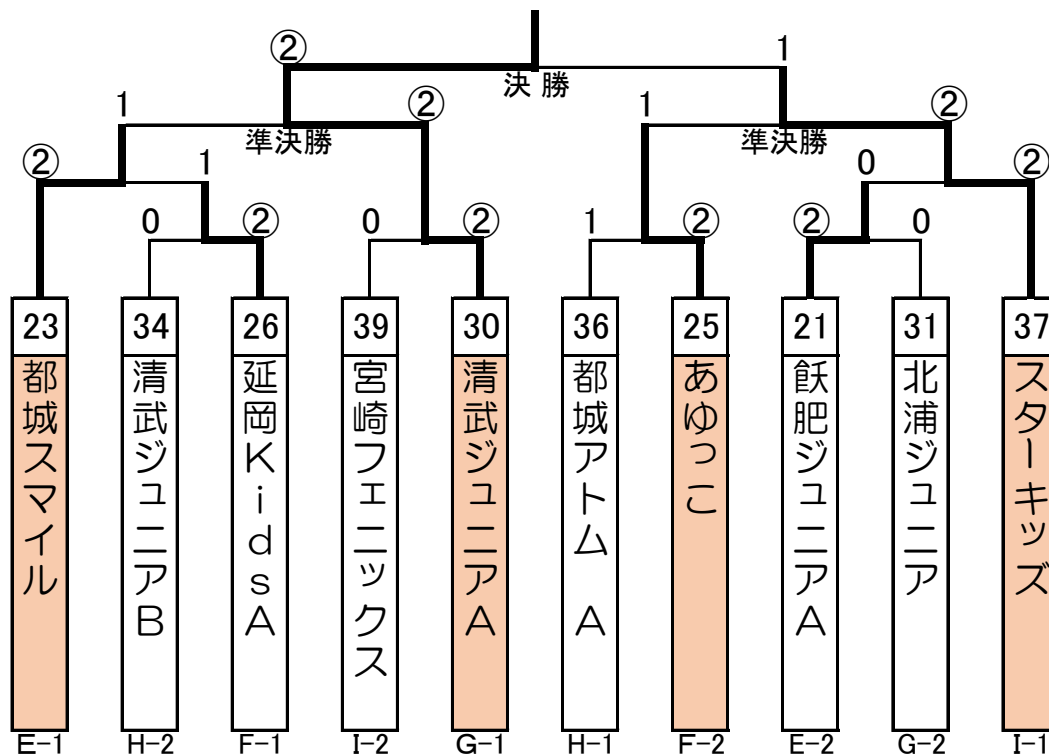 ② 1
決 勝
1 ② 1 ②
準決勝 準決勝
② 1 0 ②
0 ② 0 ② 1 ② ② 0
23 34 26 39 30 36 25 21 31 37
都城スマイル
清武ジュニアB
延岡KidsA
宮崎フェニックス
清武ジュニアA
都城アトム A
あゆっこ
飫肥ジュニアA
北浦ジュニア
スターキッズ
E-1 H-2 F-1 I-2 G-1 H-1 F-2 E-2 G-2 I-1